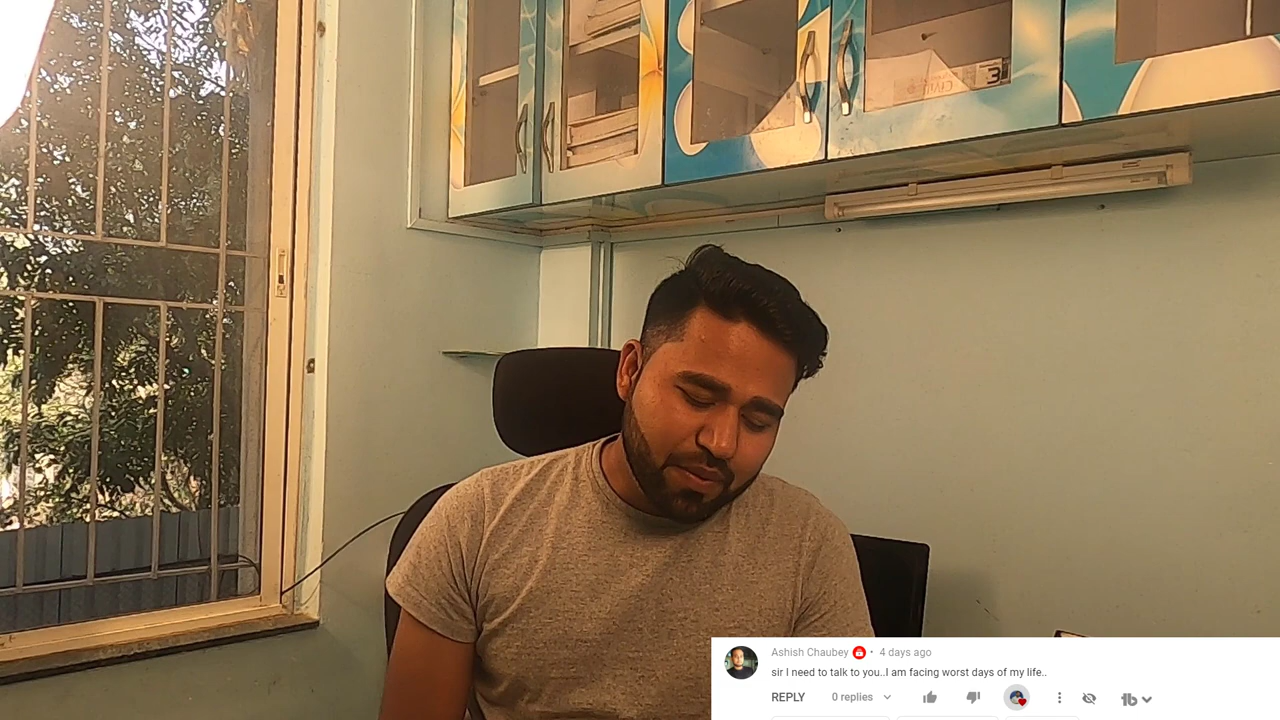 Ashish Chaubey • 4 days ago
sir I need to talk to you..I am facing worst days of my life..
REPLY 0 replies